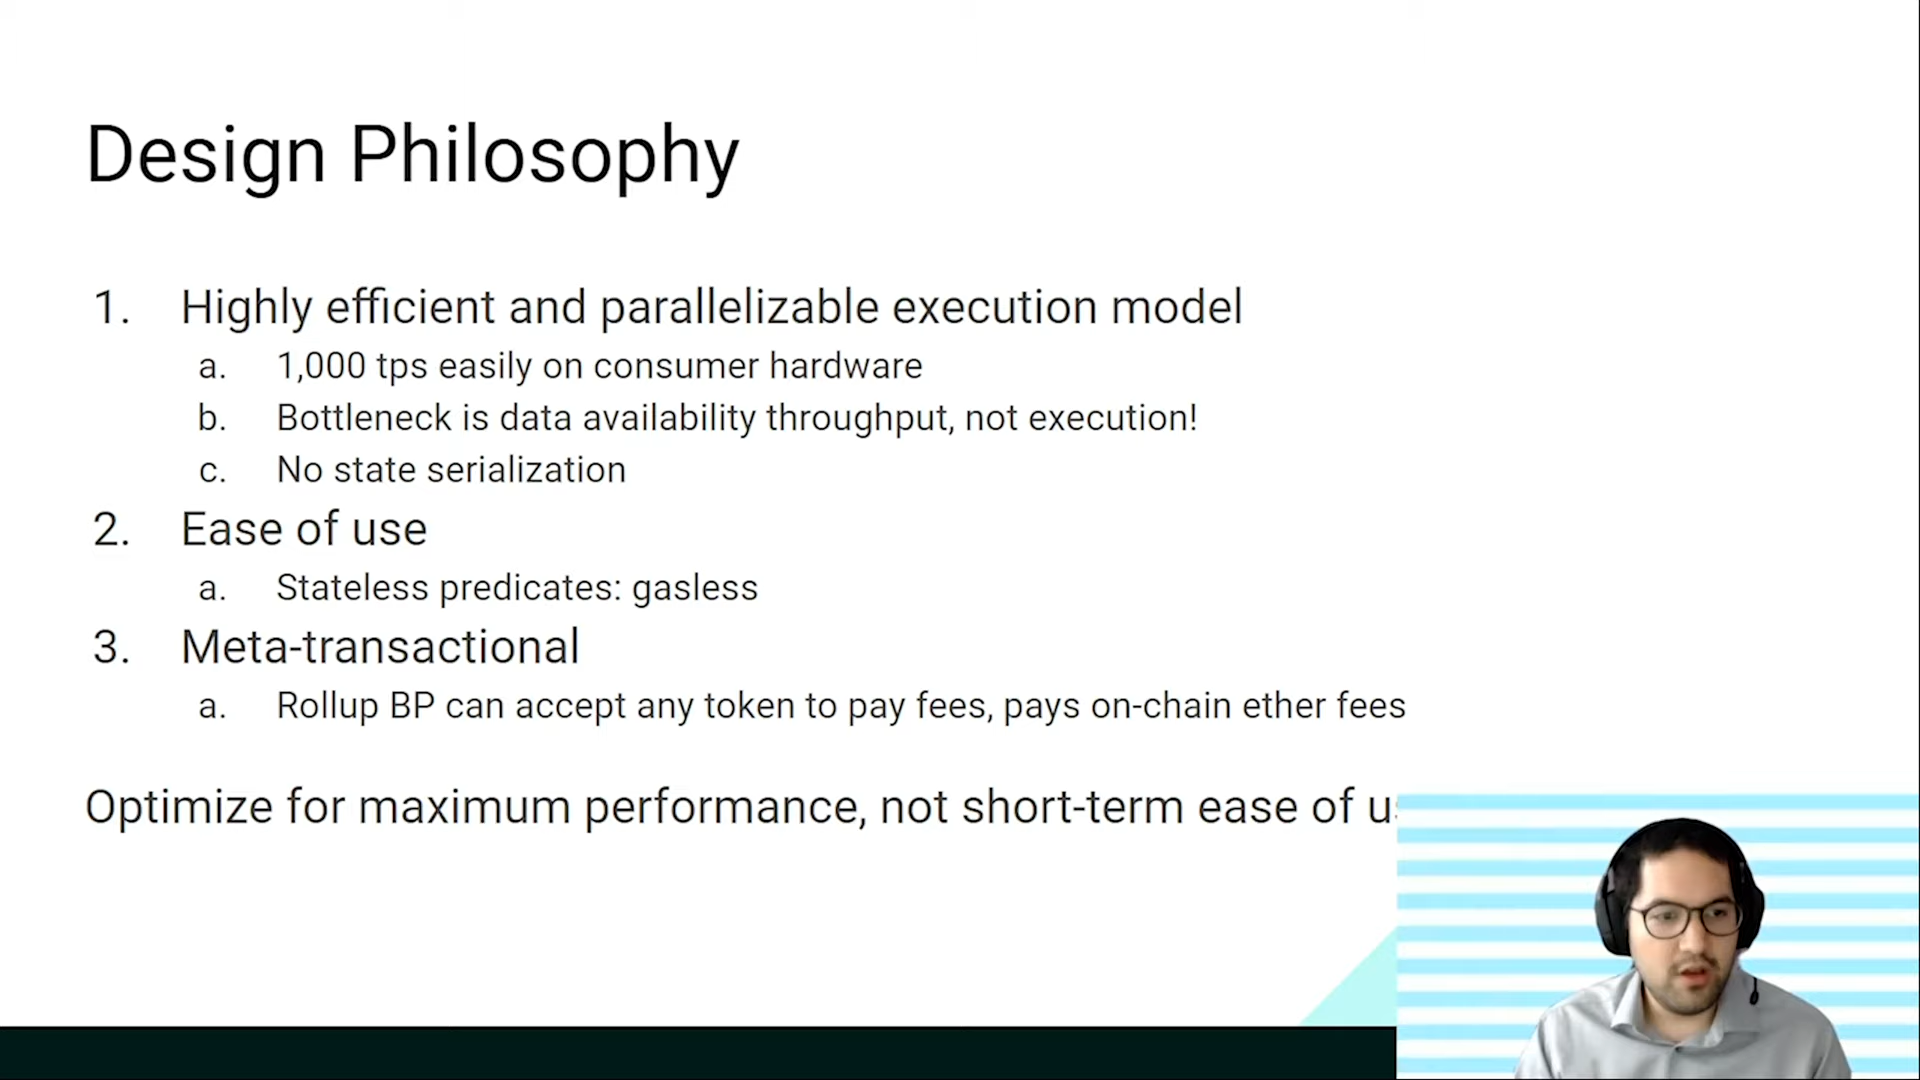 Design Philosophy
1. Highly efficient and parallelizable execution model
a. 1,000 tps easily on consumer hardware
b. Bottleneck is data availability throughput, not execution!
c. No state serialization
2. Ease of use
a. Stateless predicates: gasless
3. Meta-transactional
a. Rollup BP can accept any token to pay fees, pays on-chain ether fees
Optimize for maximum performance, not short-term ease of